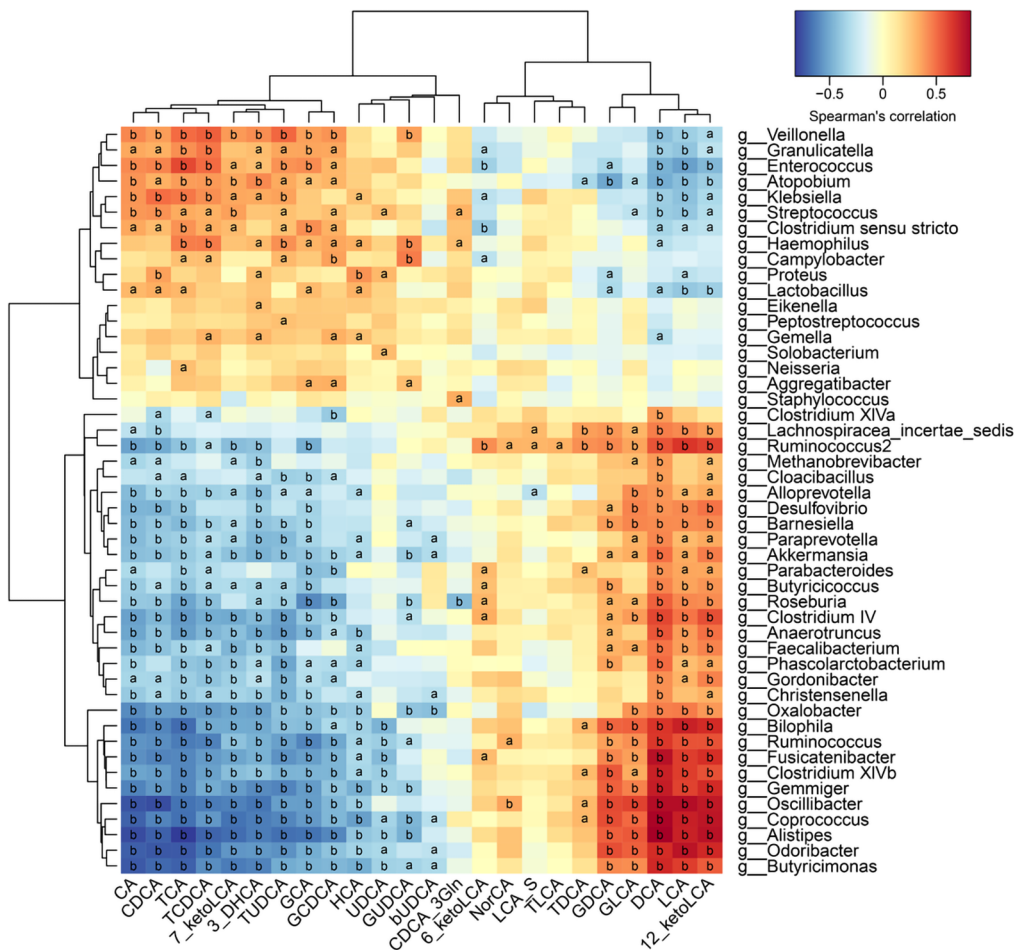 −0.5 0 0.5
Spearman's correlation
b b b b b b b b b b b b a g__Veillonella
a a b b a a b a a b b a g__Granulicatella
b b b b a a b b a b a b b b g__Enterococcus
b a b b b b a a a a b a b b b g__Atopobium
b b b b a a b a a b b a g__Klebsiella
b b a a b a a a a a b b a g__Streptococcus
a a b a a a b a b a a a g__Clostridium sensu stricto
b b a b a a a b a a g__Haemophilus
a a a b b a g__Campylobacter
b a b a a a g__Proteus
a a a a a a a b b g__Lactobacillus
a g__Eikenella
a g__Peptostreptococcus
a a a a a g__Gemella
a g__Solobacterium
a g__Neisseria
a a a g__Aggregatibacter
a g__Staphylococcus
a a b b g__Clostridium XIVa
a b a b b a b b b g__Lachnospiracea_incertae_sedis
b b b a b b b b a a a b b b b b b g__Ruminococcus2
a a a b a b a g__Methanobrevibacter
a a a b b a b a g__Cloacibacillus
b b b b a b a a a a b b a a g__Alloprevotella
b b b b b a b b b b g__Desulfovibrio
b b b b a b b b a b b b b b g__Barnesiella
b b b a a b b a a a a b a a g__Paraprevotella
b b b a b b b b b a b a a a b a b g__Akkermansia
a b a b b a a b a a g__Parabacteroides
b a b a a a a b a b b b b g__Butyricicoccus
b b b b a b b b b b a a a b b b g__Roseburia
b b b b b b b b b a a a b b b b g__Clostridium IV
b b b b b b b b a b a b b b g__Anaerotruncus
b b b a b b b b a a a b b b g__Faecalibacterium
b b b a b a a a b b a a g__Phascolarctobacterium
a a b b b b b a a b a b g__Gordonibacter
b b a b b b b a a b a g__Christensenella
b b b b b b b b b b b b b b b b b g__Oxalobacter
b b b b b b b b a b b a b b b b b g__Bilophila
b b b b b b b b b a b a a b b b b b g__Ruminococcus
b b b b b b b b b a b a b b b b b g__Fusicatenibacter
b b b b b b b b b a b a b a b b b g__Clostridium XIVb
b b b b b b b b b b b b b b b b b g__Gemmiger
b b b b b b b b b b b a b b b b b g__Oscillibacter
b b b b b b b b b b a b a a b b b b b g__Coprococcus
b b b b b b b b b b b b b b b b b g__Alistipes
b b b b b b b b b b a a b b b b b g__Odoribacter
b b b b b b b b b b b a a b b b b b g__Butyricimonas
CA CDCA TCA TCDCA 7_ketoLCA 3_DHCA TUDCA GCA GCDCA HCA UDCA GUDCA bUDCA CDCA_3Gln 6_ketoLCA NorCA LCA_S TLCA TDCA GDCA GLCA DCA LCA 12_ketoLCA